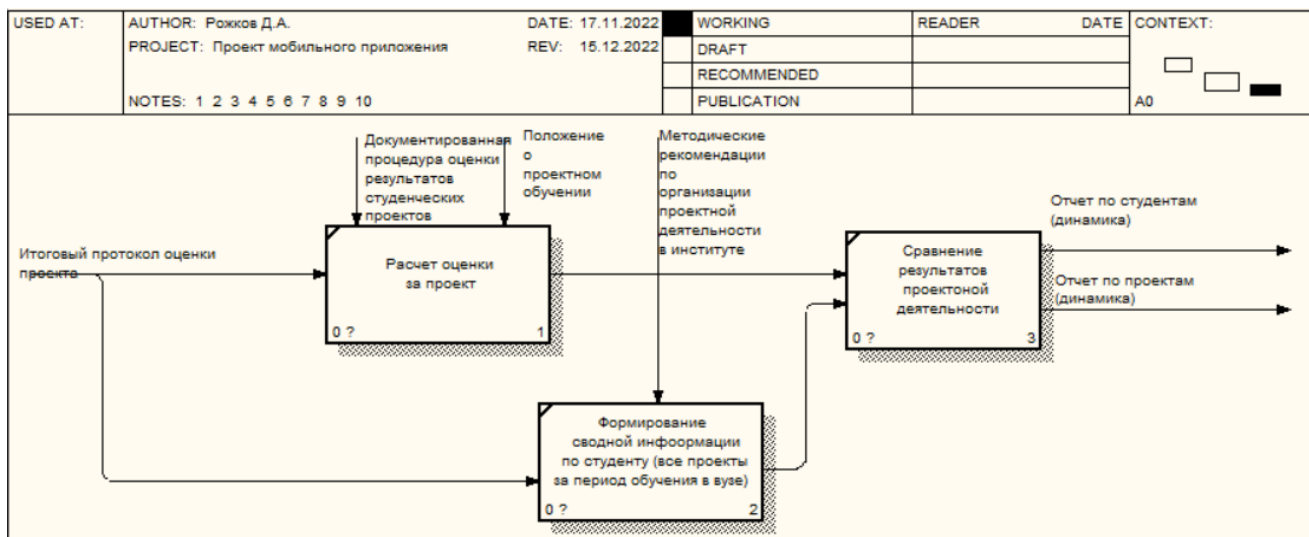 USED AT:
AUTHOR: Рожков Д.А.
DATE: 17.11.2022
WORKING
READER
DATE
CONTEXT:
PROJECT: Проект мобильного приложения
REV: 15.12.2022
DRAFT
RECOMMENDED
NOTES: 1 2 3 4 5 6 7 8 9 10
PUBLICATION
A0
Документированная
процедура оценки
результатов
студенческих
проектов
Положение
о
проектном
обучении
Методические
рекомендации
по
организации
проектной
деятельности
в институте
Итоговый протокол оценки
проекта
Расчет оценки
за проект
0 ?
1
Сравнение
результатов
проектоной
деятельности
0 ?
3
Отчет по студентам
(динамика)
Отчет по проектам
(динамика)
Формирование
сводной инфоормации
по студенту (все проекты
за период обучения в вузе)
0 ?
2